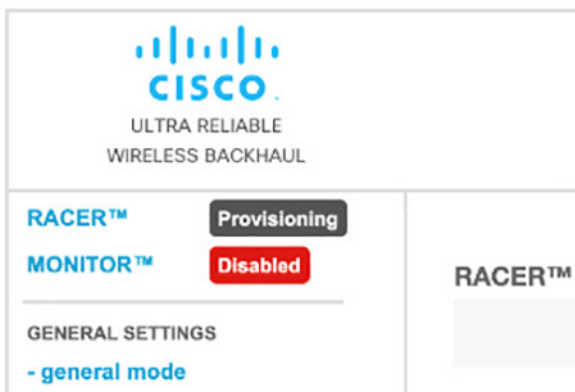 CISCO
ULTRA RELIABLE
WIRELESS BACKHAUL
RACER™ Provisioning
MONITOR™ Disabled
RACER™
GENERAL SETTINGS
- general mode